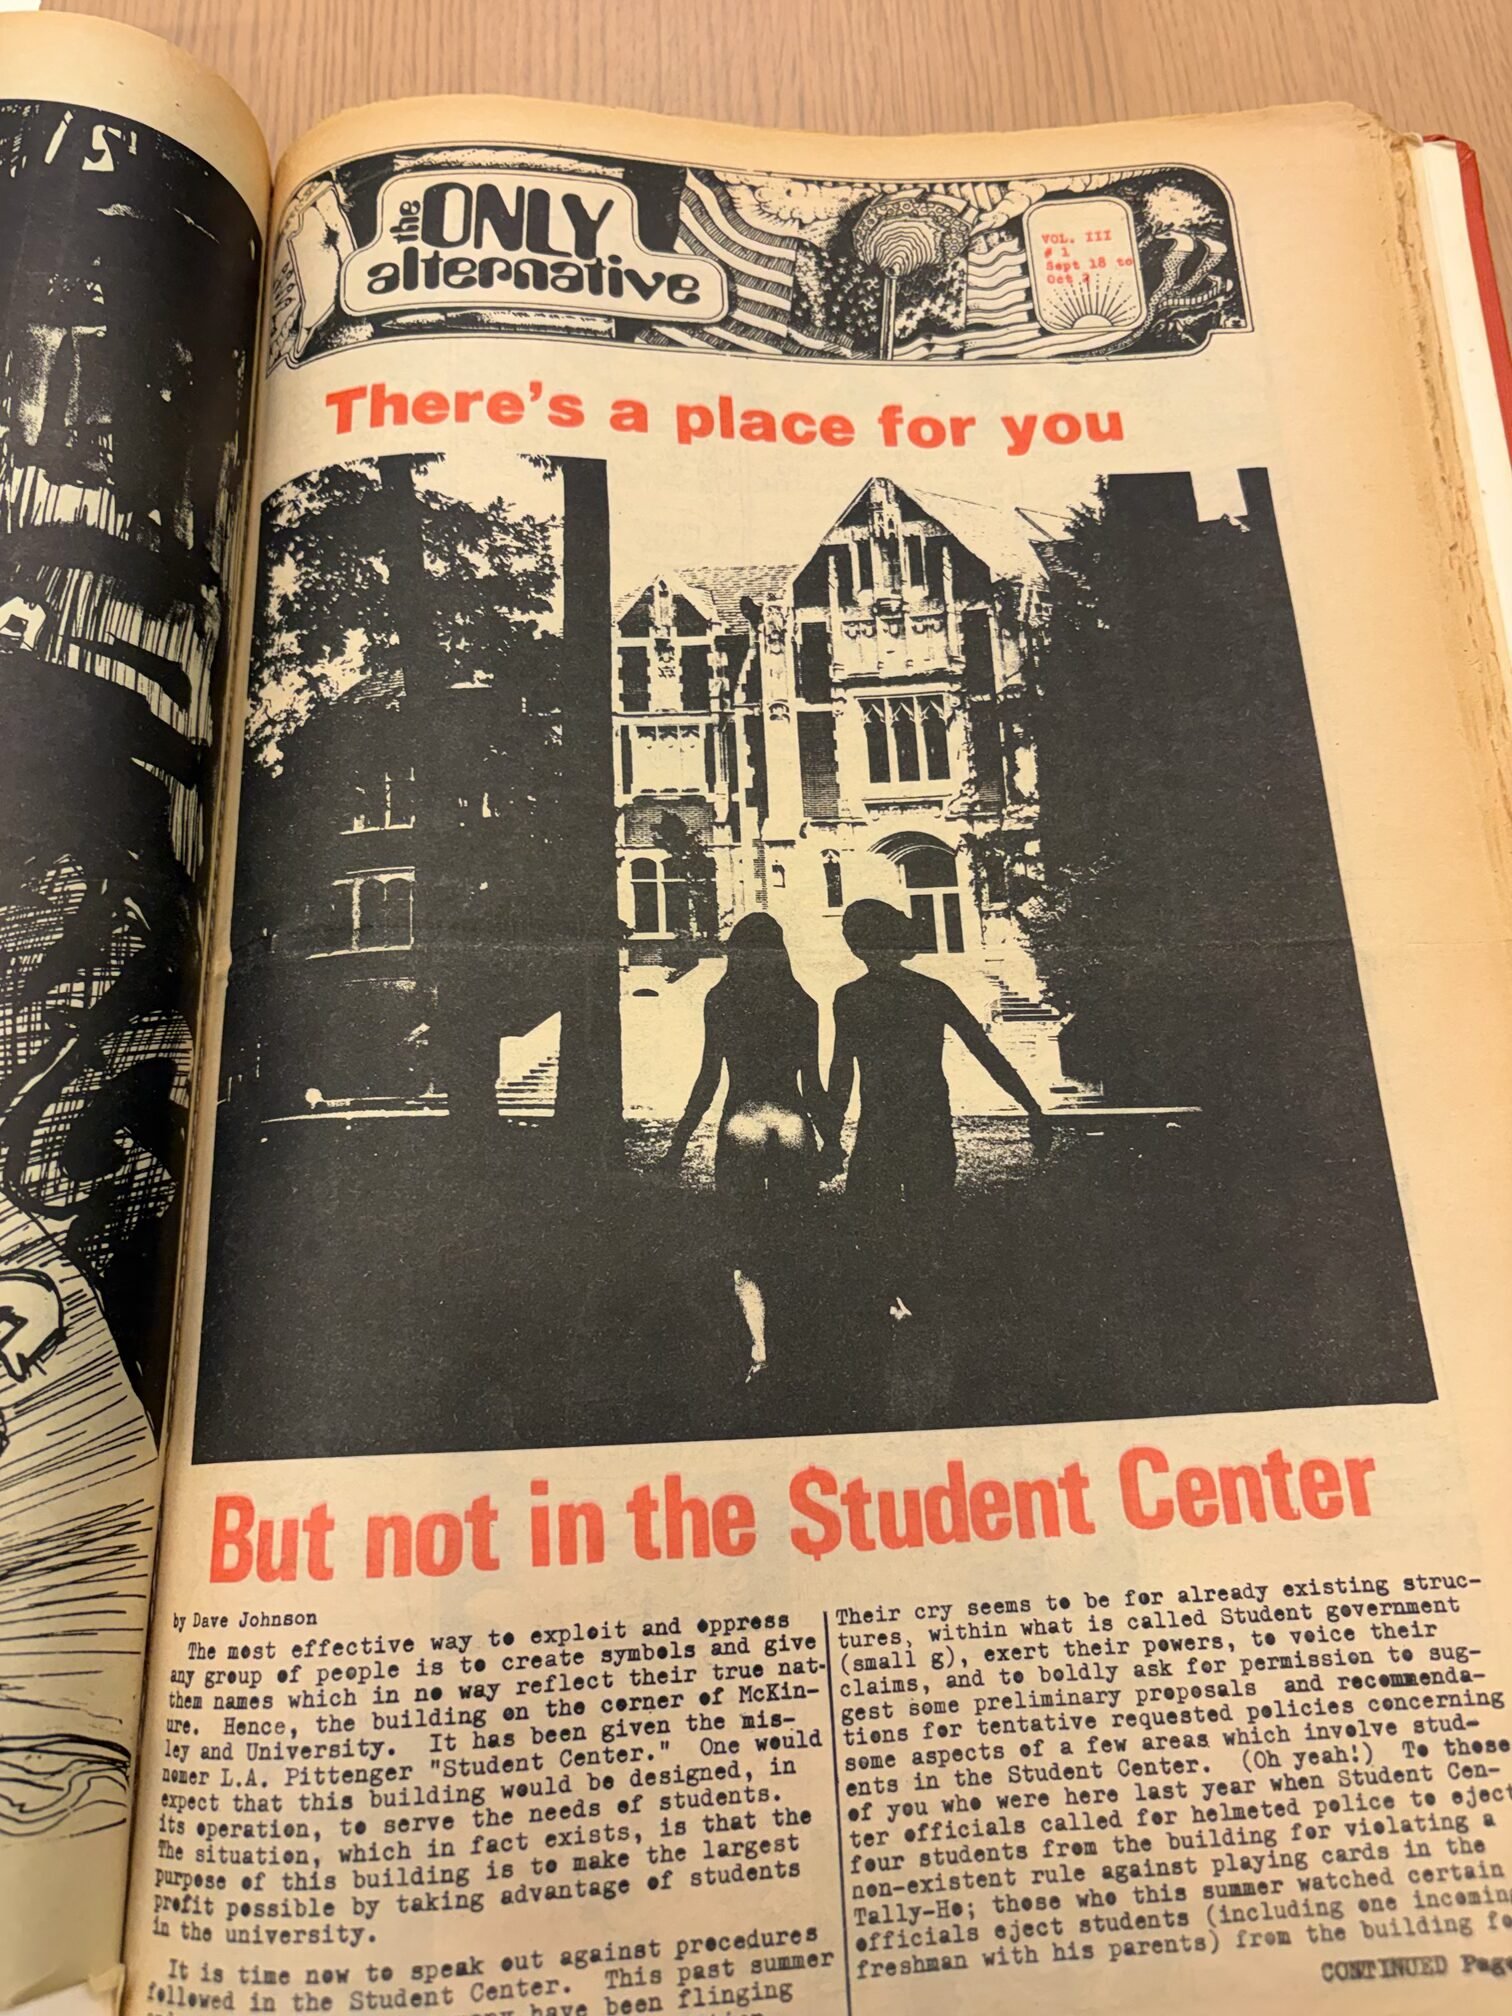 is
the ONLY
alternative
VOL. III
# 1
Sept 18 to
Oct 2
There's a place for you
But not in the $tudent Center
by Dave Johnson
The most effective way to exploit and oppress
any group of people is to create symbols and give
them names which in no way reflect their true nat-
ure. Hence, the building on the corner of McKin-
ley and University. It has been given the mis-
nomer L.A. Pittenger "Student Center." One would
expect that this building would be designed, in
its operation, to serve the needs of students.
The situation, which in fact exists, is that the
purpose of this building is to make the largest
profit possible by taking advantage of students
in the university.
It is time now to speak out against procedures
followed in the Student Center. This past summer
have been flinging
Their cry seems to be for already existing struc-
tures, within what is called Student government
(small g), exert their powers, to voice their
claims, and to boldly ask for permission to sug-
gest some preliminary proposals and recommenda-
tions for tentative requested policies concerning
some aspects of a few areas which involve stud-
ents in the Student Center. (Oh yeah!) To those
of you who were here last year when Student Cen-
ter officials called for helmeted police to eject
four students from the building for violating a
non-existent rule against playing cards in the
Tally-Ho; those who this summer watched certain
officials eject students (including one incoming
freshman with his parents) from the building fo
CONTINUED Page